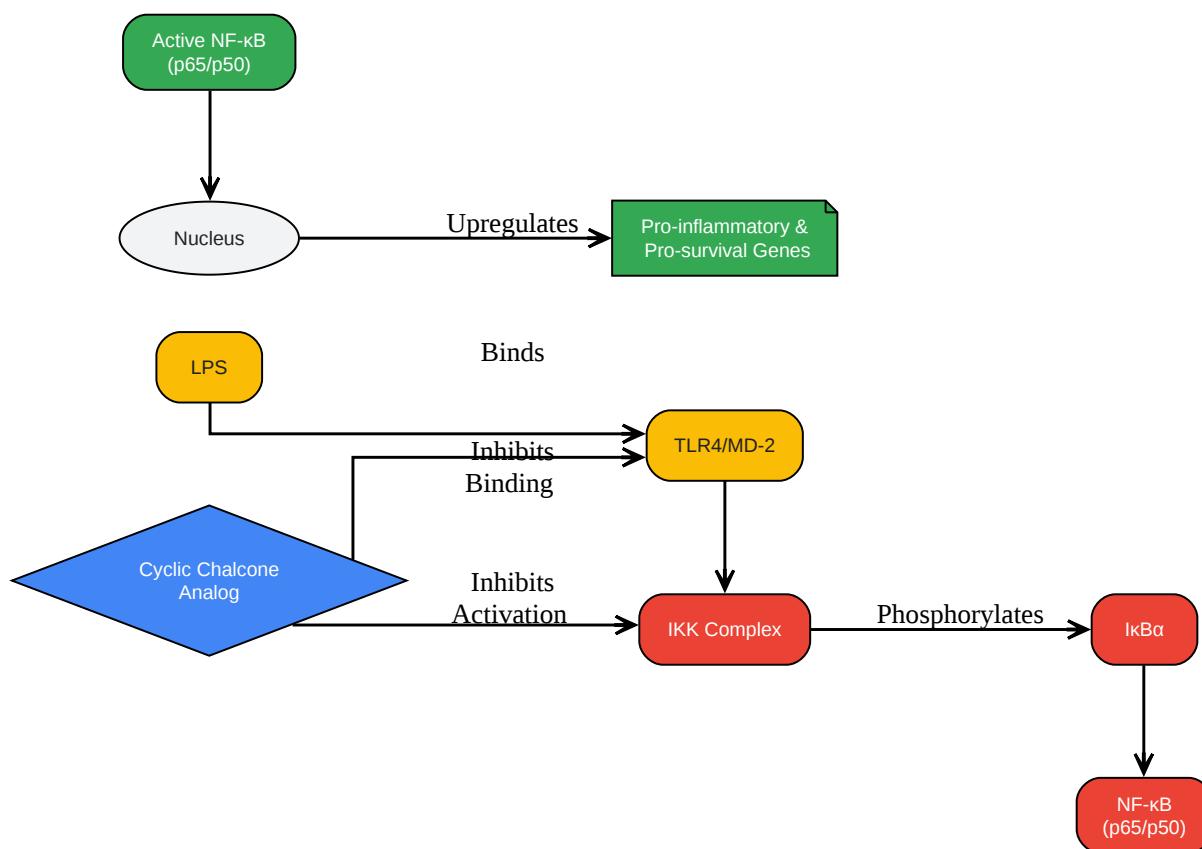 Active NF-κB
(p65/p50)
Nucleus
Upregulates
Pro-inflammatory &
Pro-survival Genes
LPS
Binds
TLR4/MD-2
Inhibits
Binding
Cyclic Chalcone
Analog
Inhibits
Activation
IKK Complex
Phosphorylates
IκBα
NF-κB
(p65/p50)